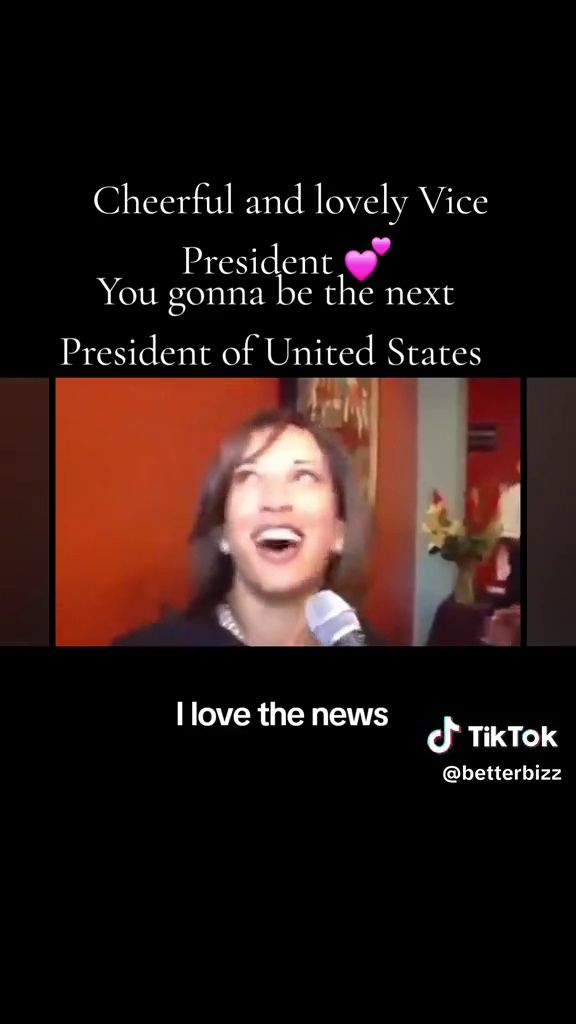 Cheerful and lovely Vice
President 💕
You gonna be the next
President of United States
I love the news
TikTok
@betterbizz